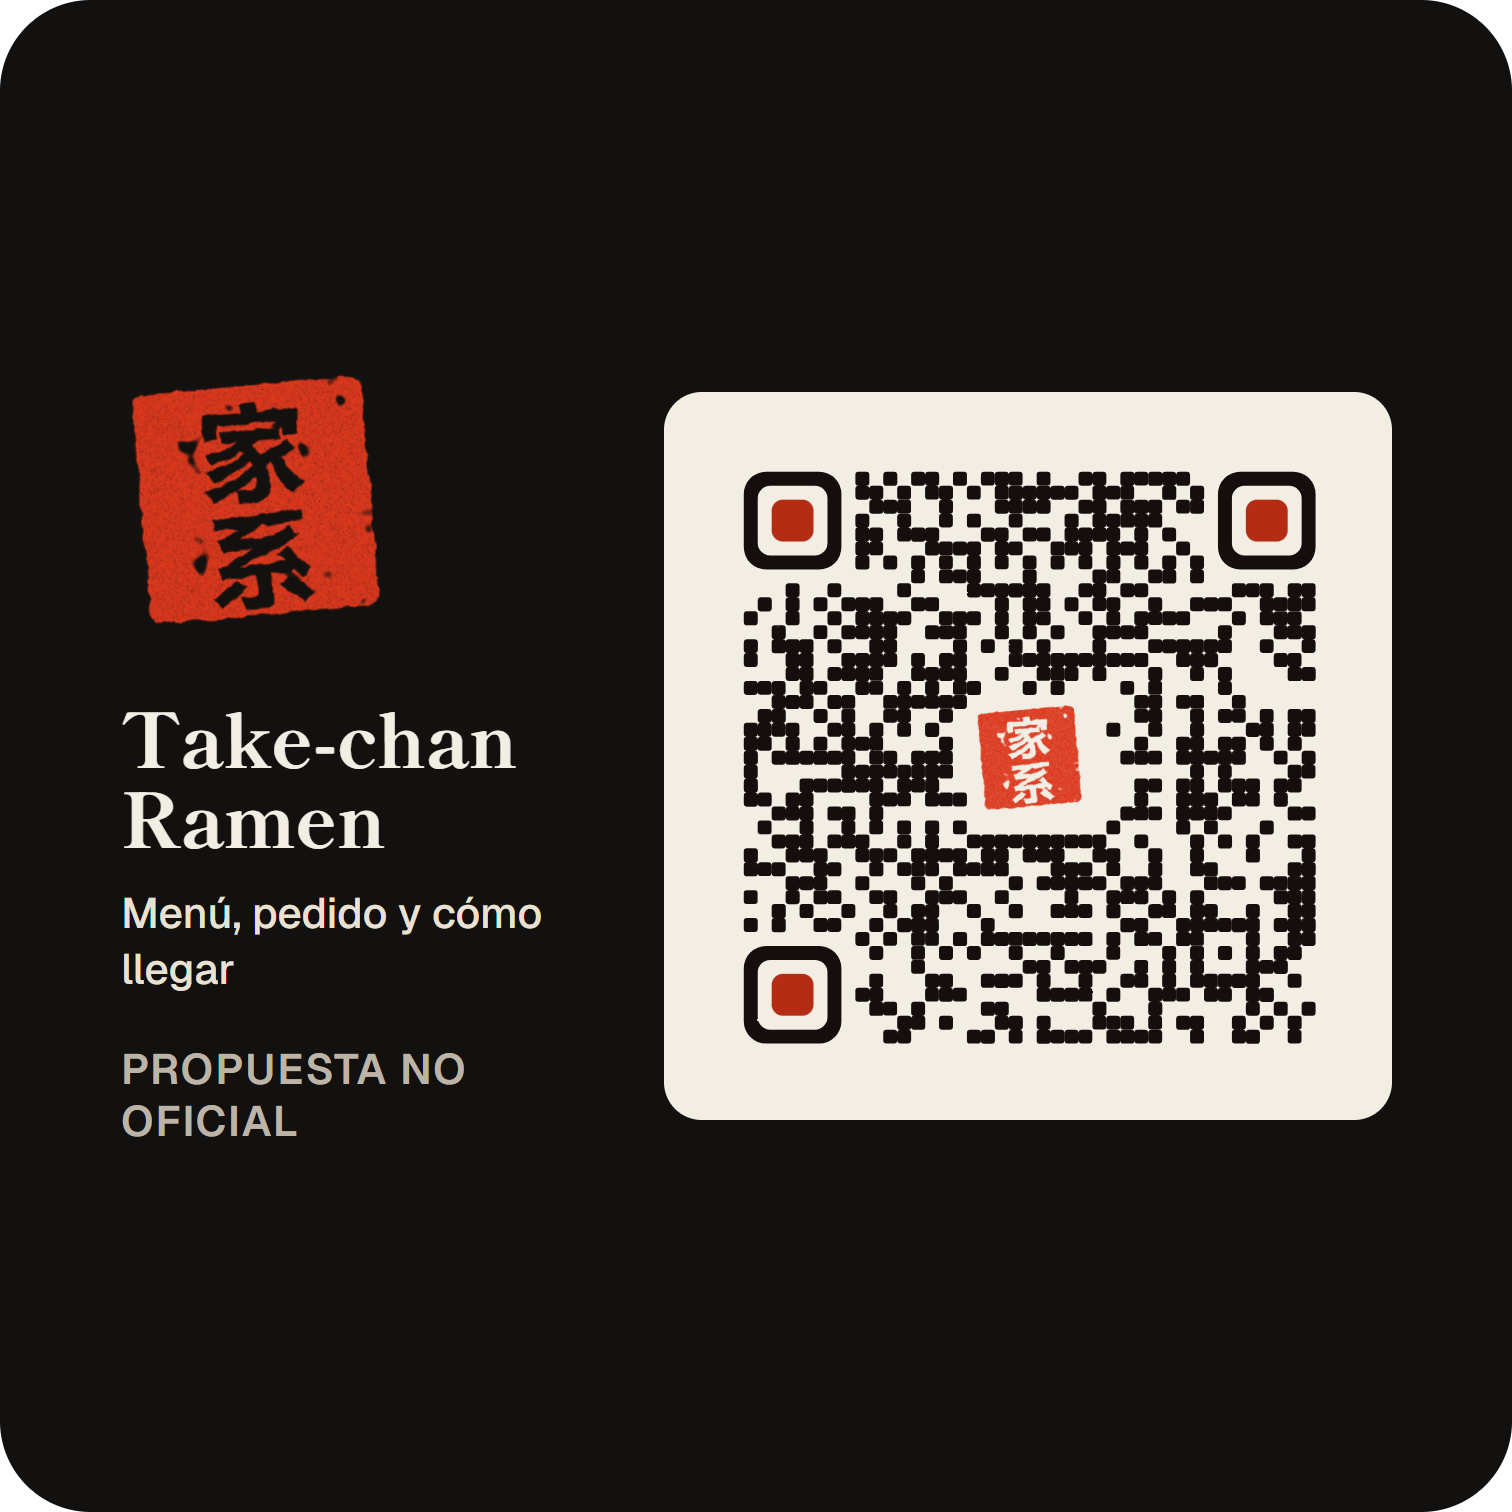 家
系
Take-chan
Ramen
Menú, pedido y cómo
llegar
PROPUESTA NO
OFICIAL
家
系